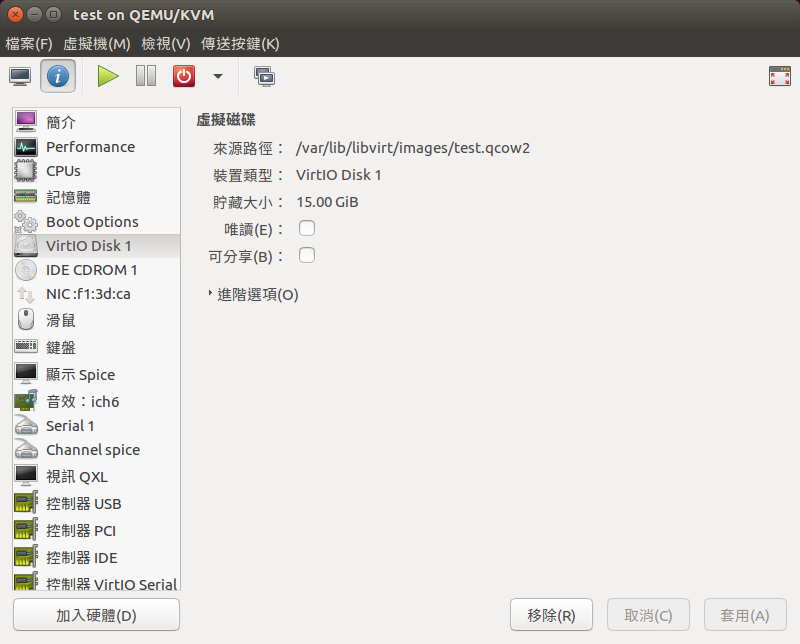 test on QEMU/KVM
檔案(F) 虛擬機(M) 檢視(V) 傳送按鍵(K)
簡介
Performance
CPUs
記憶體
Boot Options
VirtIO Disk 1
IDE CDROM 1
NIC :f1:3d:ca
滑鼠
鍵盤
顯示 Spice
音效：ich6
Serial 1
Channel spice
視訊 QXL
控制器 USB
控制器 PCI
控制器 IDE
控制器 VirtIO Serial
加入硬體(D)
虛擬磁碟
來源路徑： /var/lib/libvirt/images/test.qcow2
裝置類型： VirtIO Disk 1
貯藏大小： 15.00 GiB
唯讀(E)：
可分享(B)：
進階選項(O)
移除(R) 取消(C) 套用(A)